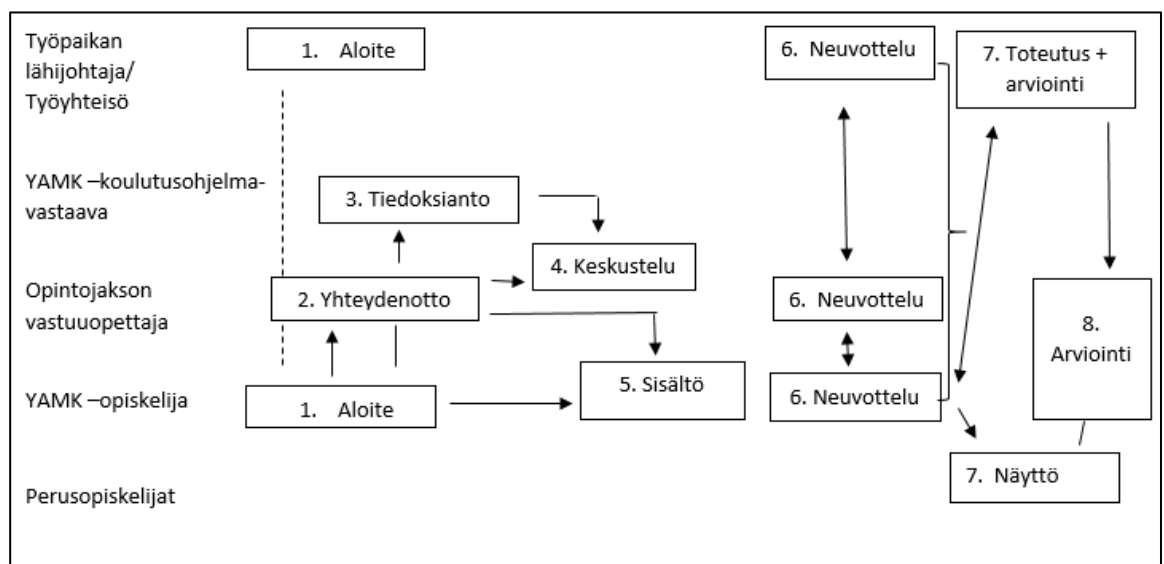 Työpaikan
lähijohtaja/
Työyhteisö
1. Aloite
6. Neuvottelu
7. Toteutus +
arviointi
YAMK –koulutusohjelma-
vastaava
3. Tiedoksianto
4. Keskustelu
Opintojakson
vastuuopettaja
2. Yhteydenotto
6. Neuvottelu
8.
Arviointi
YAMK –opiskelija
1. Aloite
5. Sisältö
6. Neuvottelu
Perusopiskelijat
7. Näyttö